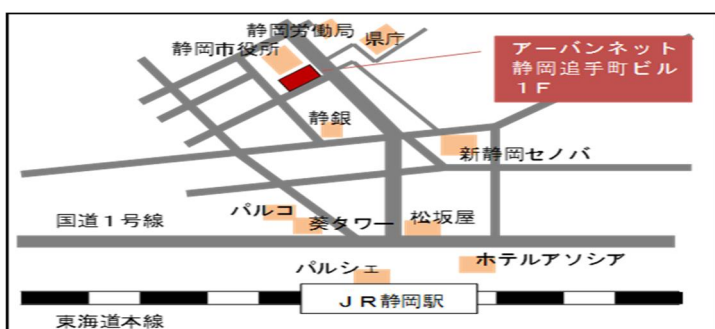 静岡労働局
県庁
静岡市役所
アーバンネット
静岡追手町ビル
１Ｆ
静銀
新静岡セノバ
パルコ
国道１号線
葵タワー
松坂屋
ホテルアソシア
パルシェ
ＪＲ静岡駅
東海道本線